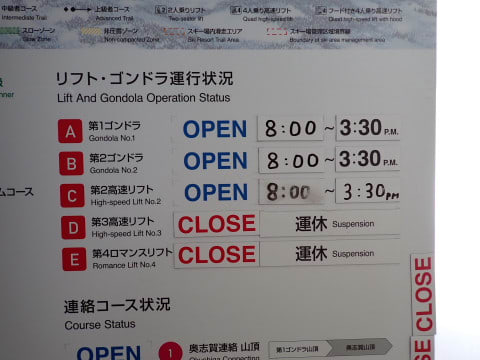 中級者コース 上級者コース 2人乗りリフト 4人乗り高速リフト フード付き4人乗り高速リフト
Intermediate Trail Advanced Trail Two-seater lift Quad high-speed lift Quad high-speed lift with hood
スローゾーン 非圧雪ゾーン スキー場内滑走エリア スキー場管理区域境界線
Slow Zone Non-compacted Zone Ski Resort Trail Area Boundary of ski area management area
リフト・ゴンドラ運行状況
Lift And Gondola Operation Status
A 第1ゴンドラ OPEN 8:00 ~ 3:30 P.M.
Gondola No.1
B 第2ゴンドラ OPEN 8:00 ~ 3:30 P.M.
Gondola No.2
C 第2高速リフト OPEN 8:00 ~ 3:30 PM
High-speed Lift No.2
D 第3高速リフト CLOSE 運休 Suspension
High-speed Lift No.3
E 第4ロマンスリフト CLOSE 運休 Suspension
Romance Lift No.4
ムコース
連絡コース状況
Course Status
OPEN 1 奥志賀連絡 山頂 第1ゴンドラ山頂 奥志賀山頂
CLOSE